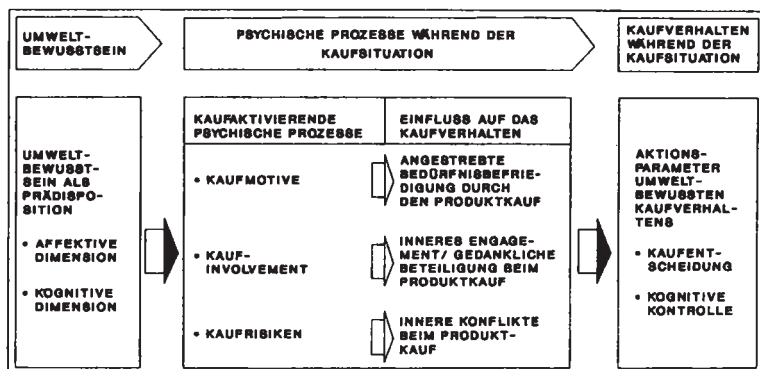 UMWELT-
BEWUSSTSEIN
PSYCHISCHE PROZESSE WÄHREND DER
KAUFSITUATION
KAUFVERHALTEN
WÄHREND DER
KAUFSITUATION
UMWELT-
BEWUSST-
SEIN ALS
PRÄDISPO-
SITION
• AFFEKTIVE
DIMENSION
• KOGNITIVE
DIMENSION
KAUFAKTIVIERENDE
PSYCHISCHE PROZESSE
EINFLUSS AUF DAS
KAUFVERHALTEN
• KAUFMOTIVE
ANGESTREBTE
BEDÜRFNISBEFRIE-
DIGUNG DURCH
DEN PRODUKTKAUF
• KAUF-
INVOLVEMENT
INNERES ENGAGE-
MENT/ GEDANKLICHE
BETEILIGUNG BEIM
PRODUKTKAUF
• KAUFRISIKEN
INNERE KONFLIKTE
BEIM PRODUKT-
KAUF
AKTIONS-
PARAMETER
UMWELT-
BEWUSSTEN
KAUFVERHAL-
TENS
• KAUFENT-
SCHEIDUNG
• KOGNITIVE
KONTROLLE